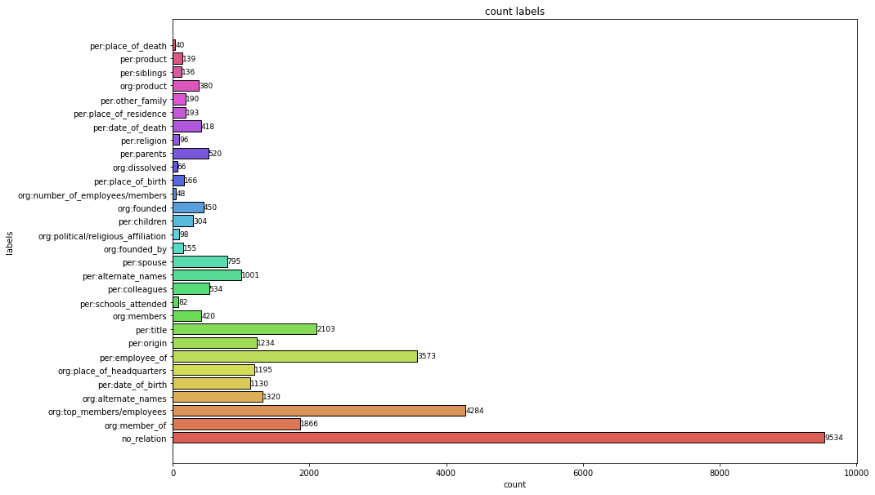 count labels
per:place_of_death 40
per:product 139
per:siblings 136
org:product 380
per:other_family 190
per:place_of_residence 193
per:date_of_death 418
per:religion 96
per:parents 520
org:dissolved 66
per:place_of_birth 166
org:number_of_employees/members 48
org:founded 450
per:children 304
org:political/religious_affiliation 98
org:founded_by 155
per:spouse 795
per:alternate_names 1001
per:colleagues 534
per:schools_attended 82
org:members 420
per:title 2103
per:origin 1234
per:employee_of 3573
org:place_of_headquarters 1195
per:date_of_birth 1130
org:alternate_names 1320
org:top_members/employees 4284
org:member_of 1866
no_relation 9534
labels
0 2000 4000 6000 8000 10000
count